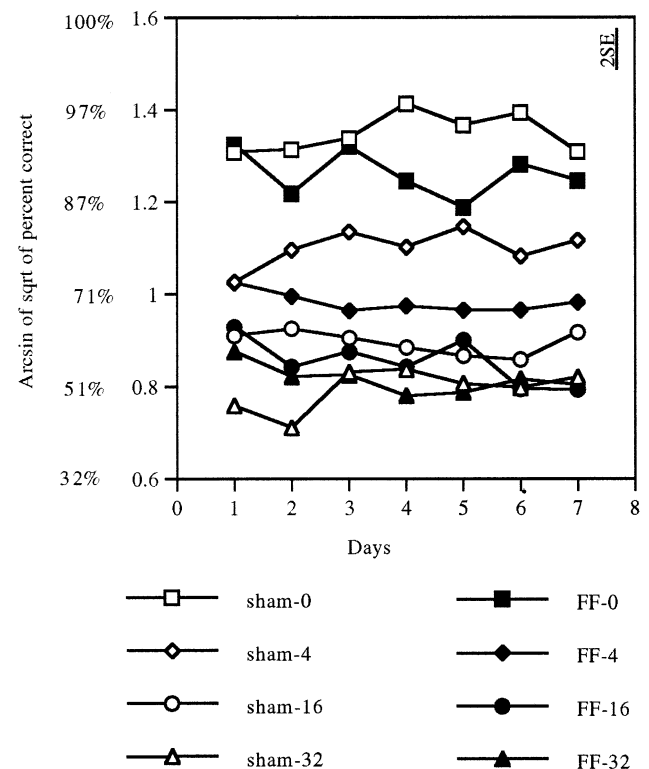 100% 1.6
2SE
97% 1.4
87% 1.2
71% 1
51% 0.8
32% 0.6
Arcsin of sqrt of percent correct
0 1 2 3 4 5 6 7 8
Days
sham-0 FF-0
sham-4 FF-4
sham-16 FF-16
sham-32 FF-32